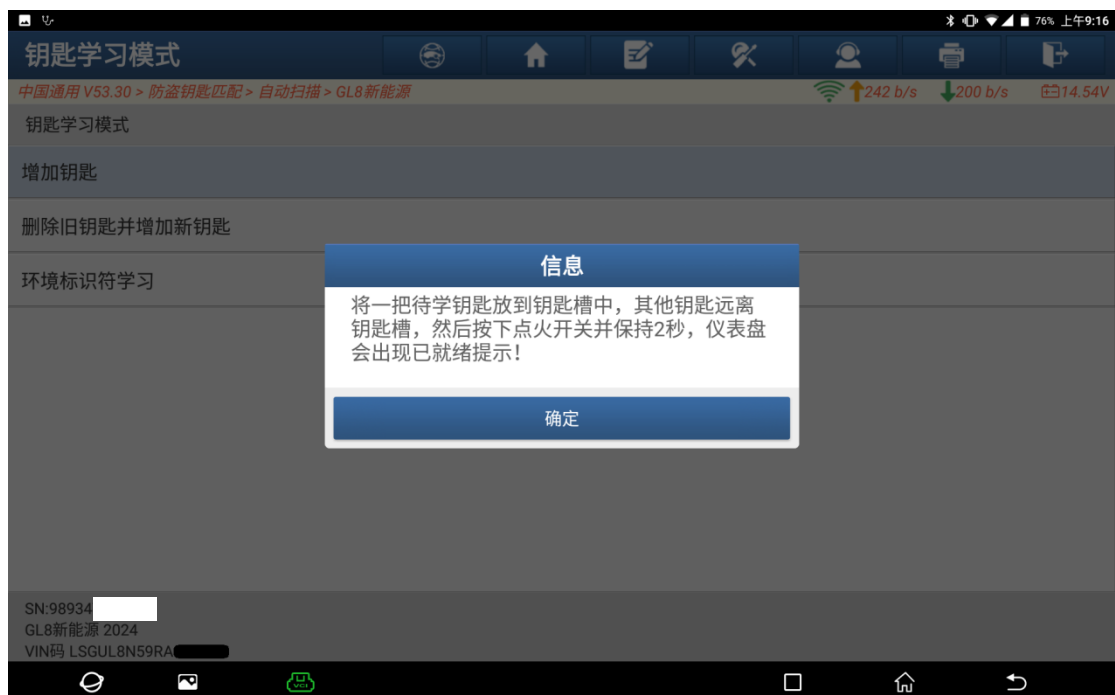 76% 上午9:16
钥匙学习模式
中国通用 V53.30 > 防盗钥匙匹配 > 自动扫描 > GL8新能源 242 b/s 200 b/s 14.54V
钥匙学习模式
增加钥匙
删除旧钥匙并增加新钥匙
环境标识符学习
信息
将一把待学钥匙放到钥匙槽中，其他钥匙远离
钥匙槽，然后按下点火开关并保持2秒，仪表盘
会出现已就绪提示！
确定
SN:98934
GL8新能源 2024
VIN码 LSGUL8N59RA
VCI